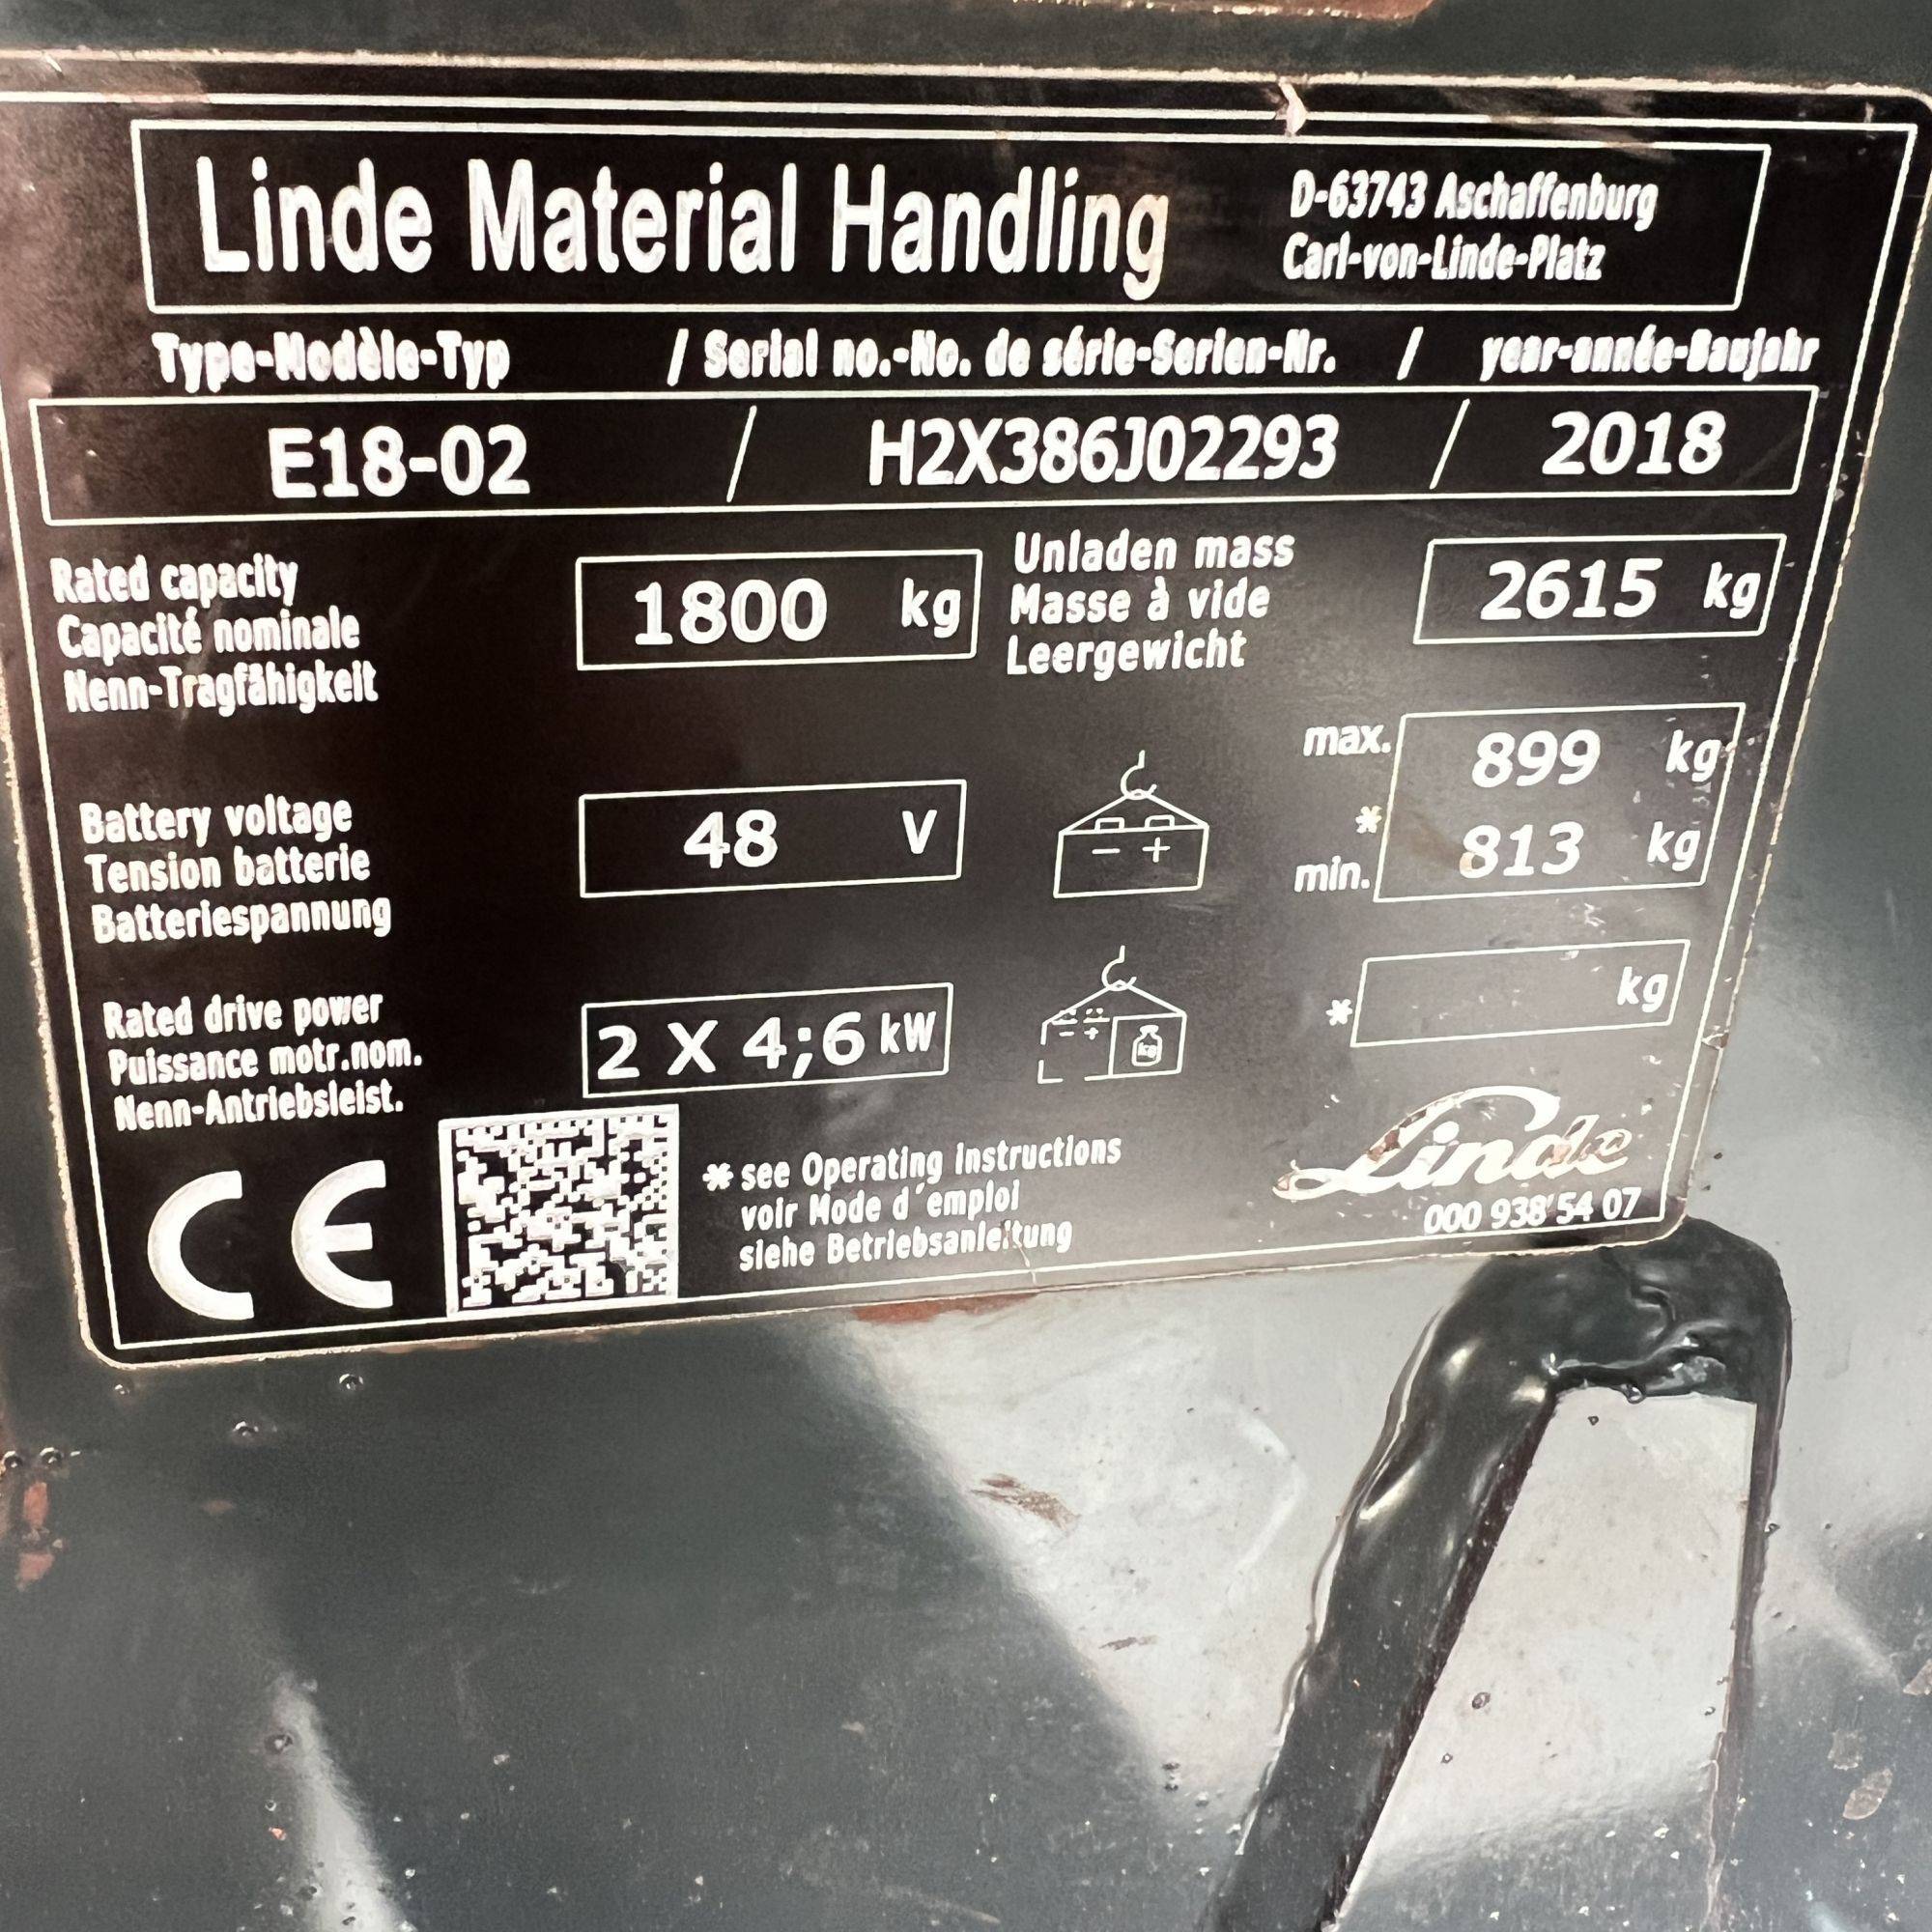 Linde Material Handling
D-63743 Aschaffenburg
Carl-von-Linde-Platz
Type-Modèle-Typ / Serial no.-No. de série-Serien-Nr. / year-année-Baujahr
E18-02 / H2X386J02293 / 2018
Rated capacity
Capacité nominale
Nenn-Tragfähigkeit
1800 kg
Unladen mass
Masse à vide
Leergewicht
2615 kg
Battery voltage
Tension batterie
Batteriespannung
48 V
- +
max. 899 kg
*
min. 813 kg
Rated drive power
Puissance motr.nom.
Nenn-Antriebsleist.
2 X 4;6 kW
- + kg
* kg
CE
* see Operating instructions
voir Mode d'emploi
siehe Betriebsanleitung
Linde
000 938 54 07